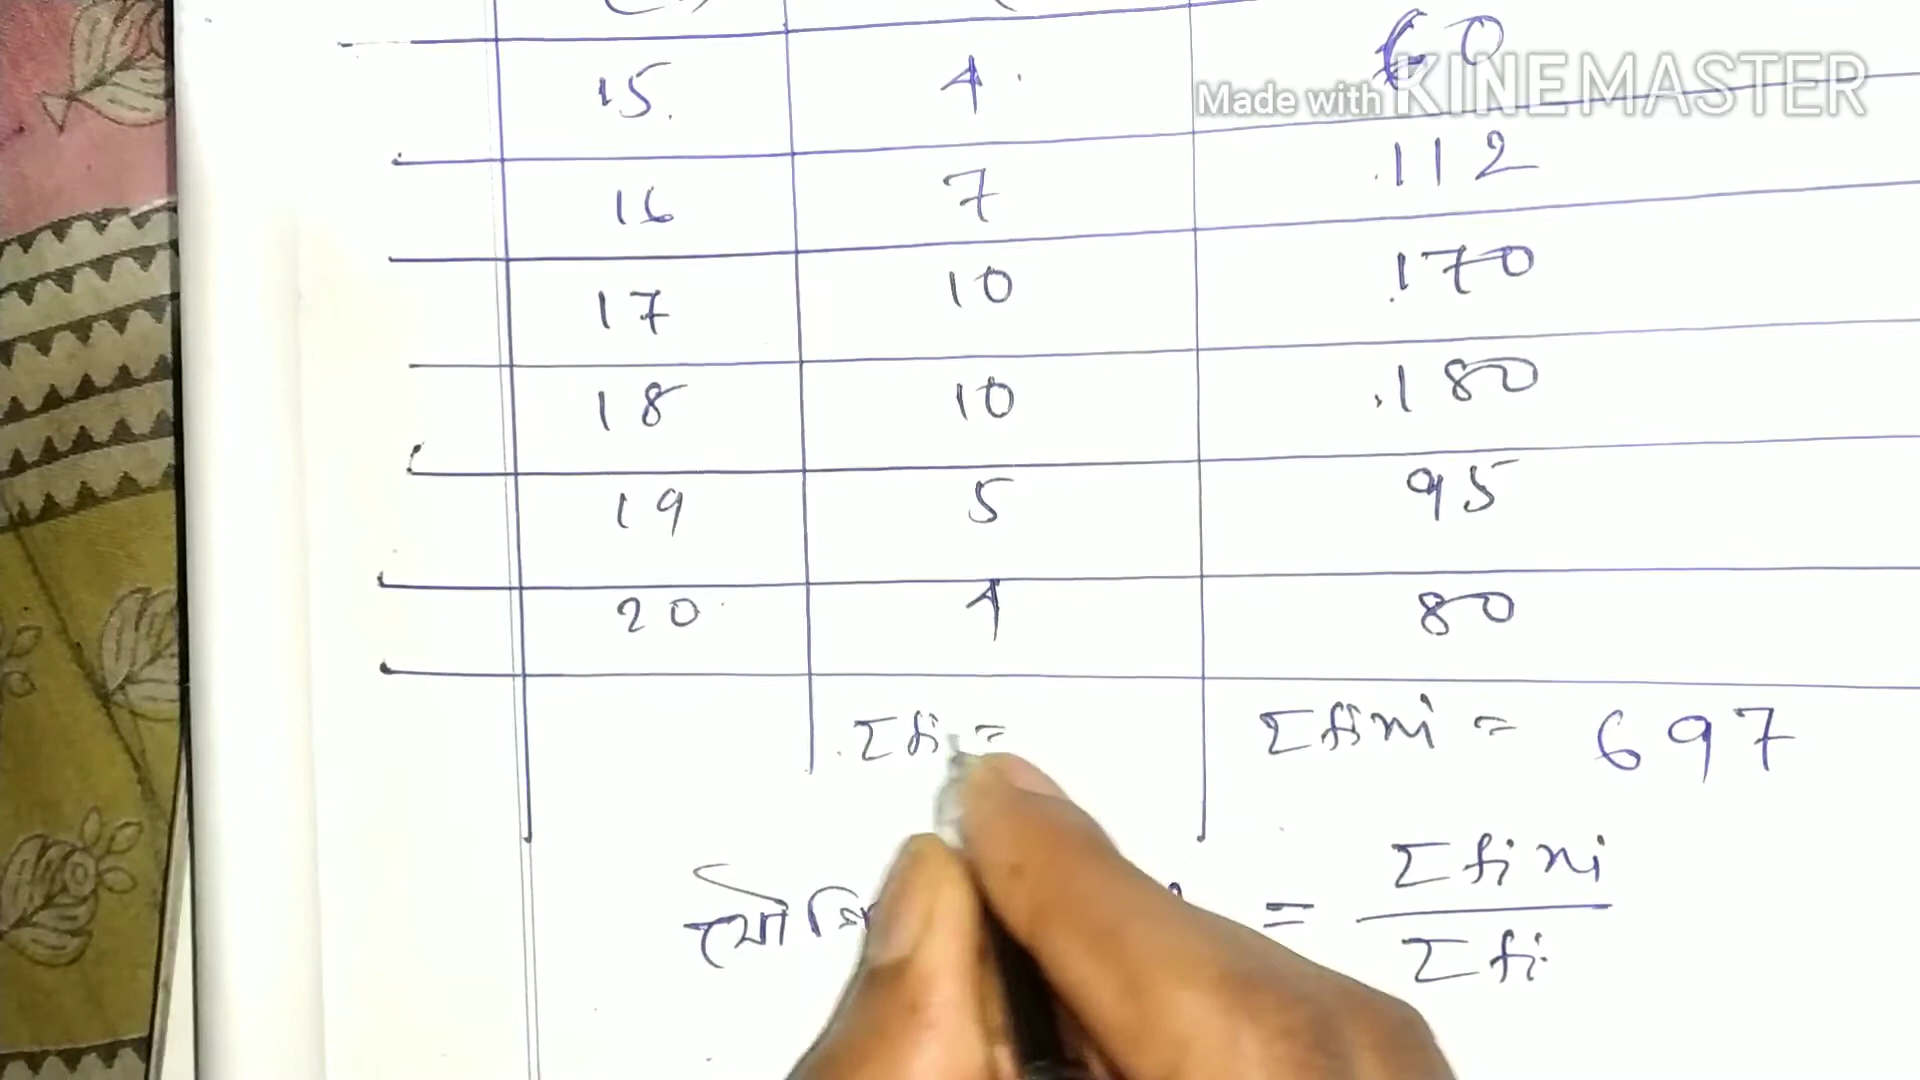 15. 4 60
Made with KINEMASTER
16 7 112
17 10 170
18 10 180
19 5 95
20 4 80
Σfi = Σfixi = 697
= Σfixi
Σfi